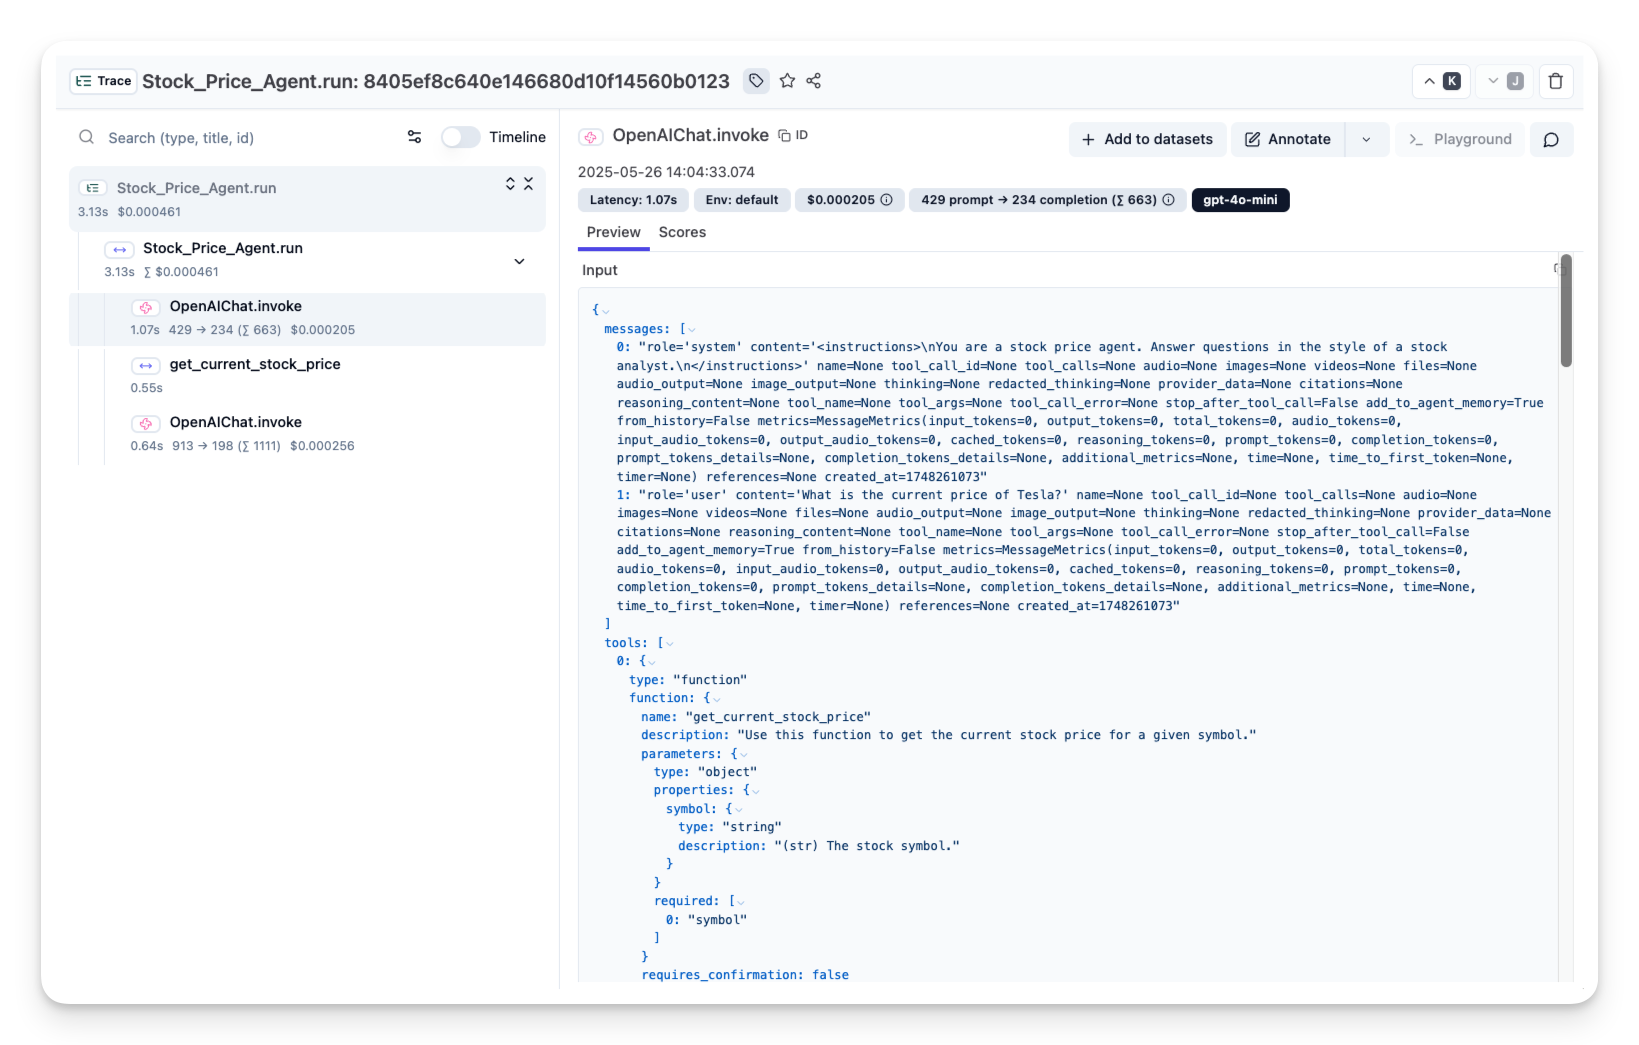 Trace Stock_Price_Agent.run: 8405ef8c640e146680d10f14560b0123 K J
Search (type, title, id) Timeline
Stock_Price_Agent.run
3.13s $0.000461
Stock_Price_Agent.run
3.13s ∑ $0.000461
OpenAIChat.invoke
1.07s 429 → 234 (∑ 663) $0.000205
get_current_stock_price
0.55s
OpenAIChat.invoke
0.64s 913 → 198 (∑ 1111) $0.000256
OpenAIChat.invoke ID + Add to datasets Annotate Playground
2025-05-26 14:04:33.074
Latency: 1.07s Env: default $0.000205 429 prompt → 234 completion (∑ 663) gpt-4o-mini
Preview Scores
Input
{
messages: [
0: "role='system' content='<instructions>\nYou are a stock price agent. Answer questions in the style of a stock
analyst.\n</instructions>' name=None tool_call_id=None tool_calls=None audio=None images=None videos=None files=None
audio_output=None image_output=None thinking=None redacted_thinking=None provider_data=None citations=None
reasoning_content=None tool_name=None tool_args=None tool_call_error=None stop_after_tool_call=False add_to_agent_memory=True
from_history=False metrics=MessageMetrics(input_tokens=0, output_tokens=0, total_tokens=0, audio_tokens=0,
input_audio_tokens=0, output_audio_tokens=0, cached_tokens=0, reasoning_tokens=0, prompt_tokens=0, completion_tokens=0,
prompt_tokens_details=None, completion_tokens_details=None, additional_metrics=None, time=None, time_to_first_token=None,
timer=None) references=None created_at=1748261073"
1: "role='user' content='What is the current price of Tesla?' name=None tool_call_id=None tool_calls=None audio=None
images=None videos=None files=None audio_output=None image_output=None thinking=None redacted_thinking=None provider_data=None
citations=None reasoning_content=None tool_name=None tool_args=None tool_call_error=None stop_after_tool_call=False
add_to_agent_memory=True from_history=False metrics=MessageMetrics(input_tokens=0, output_tokens=0, total_tokens=0,
audio_tokens=0, input_audio_tokens=0, output_audio_tokens=0, cached_tokens=0, reasoning_tokens=0, prompt_tokens=0,
completion_tokens=0, prompt_tokens_details=None, completion_tokens_details=None, additional_metrics=None, time=None,
time_to_first_token=None, timer=None) references=None created_at=1748261073"
]
tools: [
0: {
type: "function"
function: {
name: "get_current_stock_price"
description: "Use this function to get the current stock price for a given symbol."
parameters: {
type: "object"
properties: {
symbol: {
type: "string"
description: "(str) The stock symbol."
}
}
required: [
0: "symbol"
]
}
requires_confirmation: false